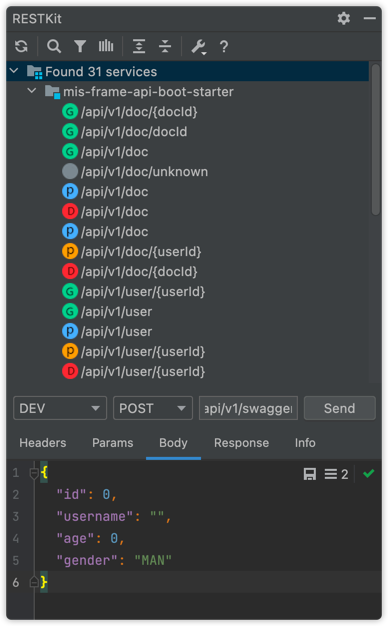 RESTKit
Found 31 services
mis-frame-api-boot-starter
G /api/v1/doc/{docId}
G /api/v1/doc/docId
G /api/v1/doc
/api/v1/doc/unknown
P /api/v1/doc
D /api/v1/doc
P /api/v1/doc
P /api/v1/doc/{userId}
D /api/v1/doc/{docId}
G /api/v1/user/{userId}
G /api/v1/user
P /api/v1/user
P /api/v1/user/{userId}
D /api/v1/user/{userId}
DEV POST api/v1/swagger Send
Headers Params Body Response Info
1 { 2
2 "id": 0,
3 "username": "",
4 "age": 0,
5 "gender": "MAN"
6 }